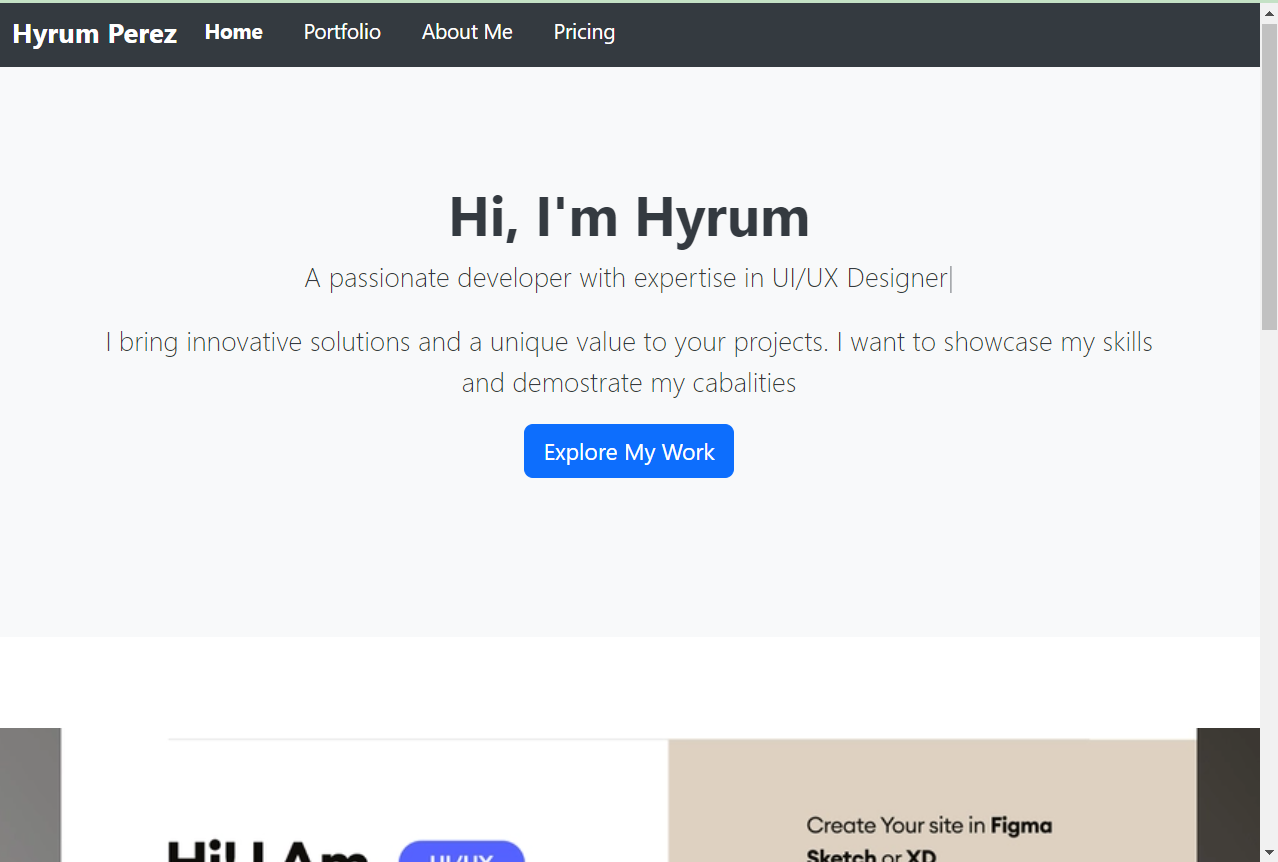 Hyrum Perez Home Portfolio About Me Pricing
Hi, I'm Hyrum
A passionate developer with expertise in UI/UX Designer|
I bring innovative solutions and a unique value to your projects. I want to showcase my skills
and demostrate my cabalities
Explore My Work
Create Your site in Figma
Hi! I Am UI/UX Sketch or XD